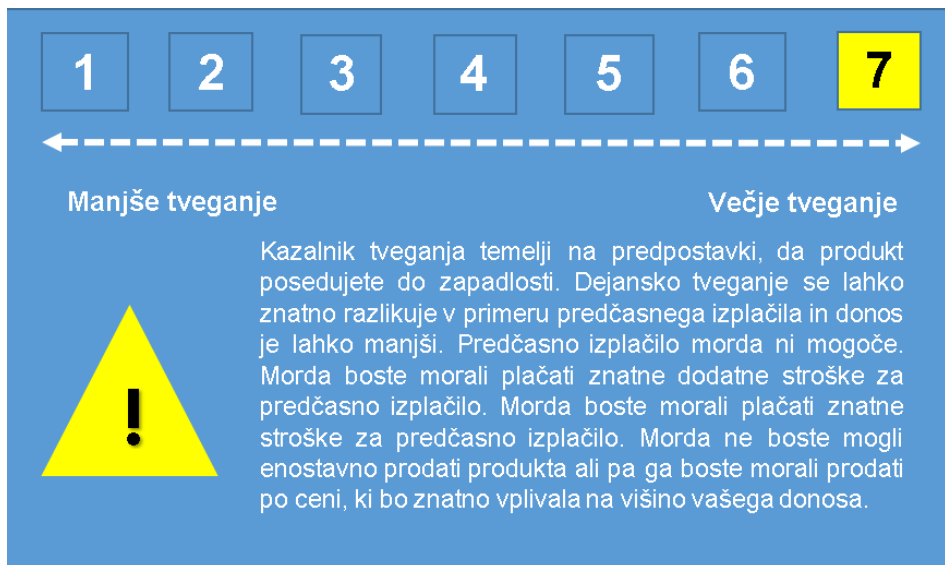 1 2 3 4 5 6 7
Manjše tveganje Večje tveganje
Kazalnik tveganja temelji na predpostavki, da produkt
posedujete do zapadlosti. Dejansko tveganje se lahko
znatno razlikuje v primeru predčasnega izplačila in donos
je lahko manjši. Predčasno izplačilo morda ni mogoče.
Morda boste morali plačati znatne dodatne stroške za
predčasno izplačilo. Morda boste morali plačati znatne
stroške za predčasno izplačilo. Morda ne boste mogli
enostavno prodati produkta ali pa ga boste morali prodati
po ceni, ki bo znatno vplivala na višino vašega donosa.
!